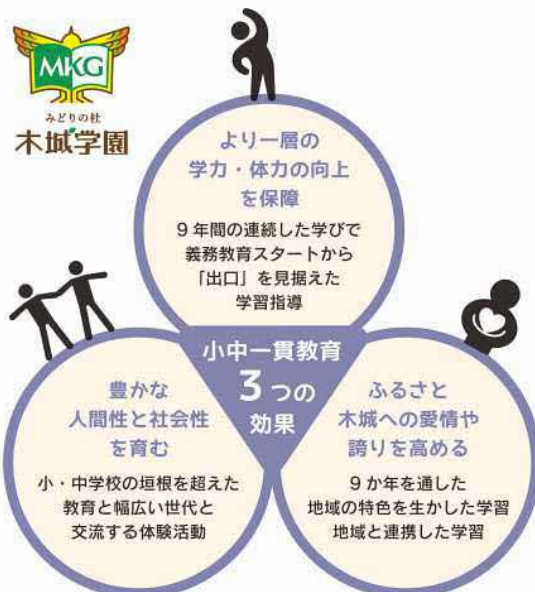 MKG
みどりの杜
木城学園
より一層の
学力・体力の向上
を保障
9年間の連続した学びで
義務教育スタートから
「出口」を見据えた
学習指導
小中一貫教育
3つの
効果
豊かな
人間性と社会性
を育む
小・中学校の垣根を超えた
教育と幅広い世代と
交流する体験活動
ふるさと
木城への愛情や
誇りを高める
9か年を通した
地域の特色を生かした学習
地域と連携した学習